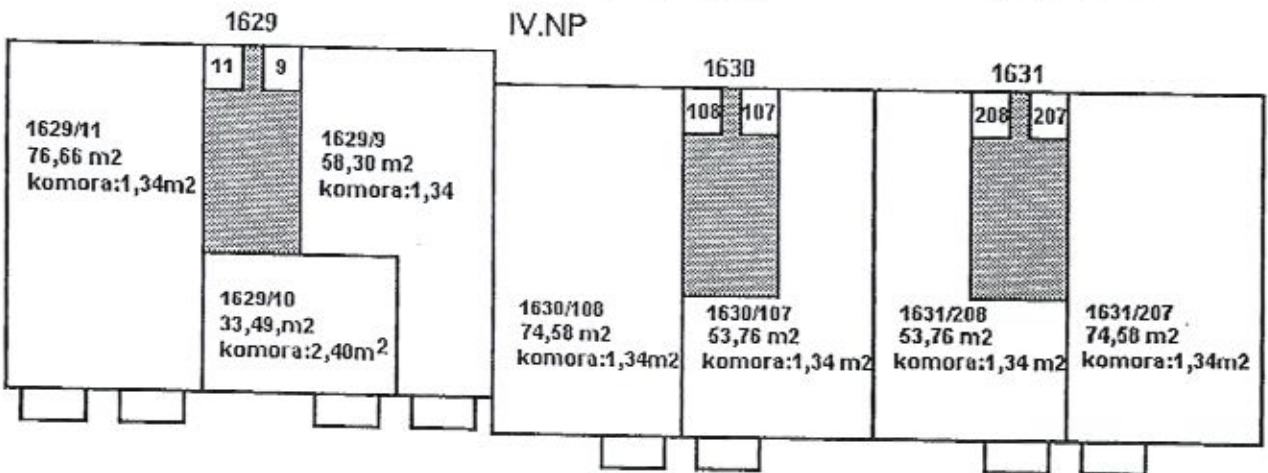 1629
IV.NP
1630
1631
11
9
108
107
208
207
1629/11
76,66 m2
komora:1,34m2
1629/9
58,30 m2
komora:1,34
1629/10
33,49,m2
komora:2,40m2
1630/108
74,58 m2
komora:1,34m2
1630/107
53,76 m2
komora:1,34 m2
1631/208
53,76 m2
komora:1,34 m2
1631/207
74,58 m2
komora:1,34m2